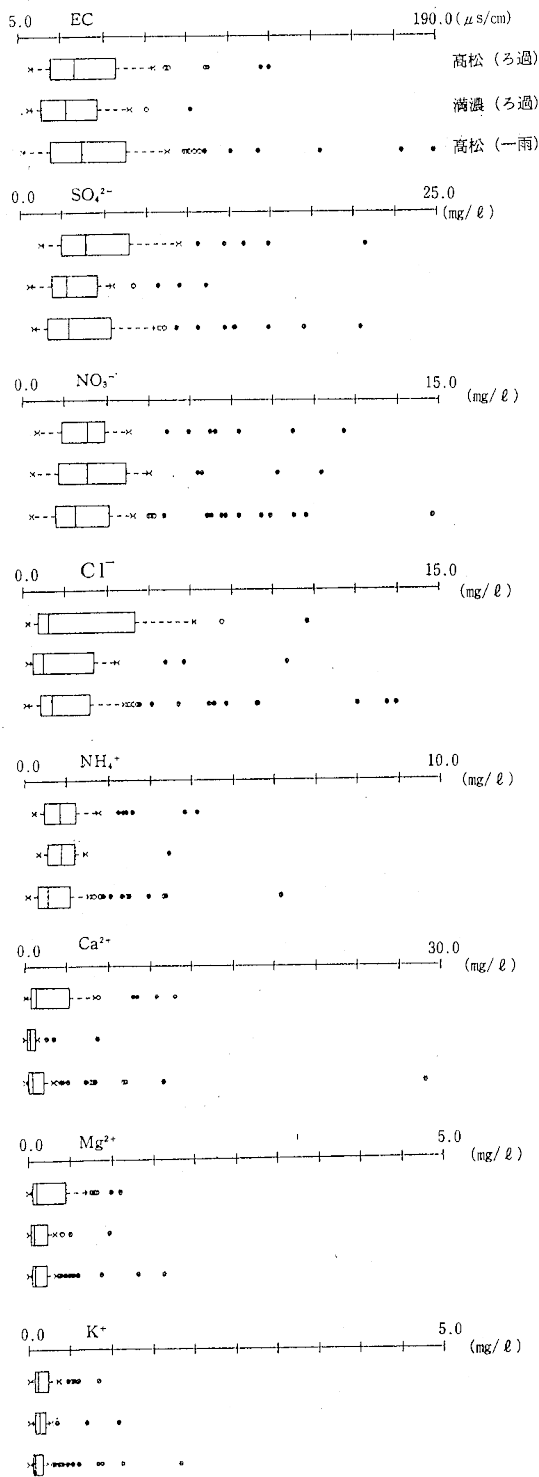 5.0 EC 190.0 (μs/cm)
高松 (ろ過)
満濃 (ろ過)
高松 (一雨)
0.0 SO₄²⁻ 25.0 (mg/ℓ)
0.0 NO₃⁻ 15.0 (mg/ℓ)
0.0 Cl⁻ 15.0 (mg/ℓ)
0.0 NH₄⁺ 10.0 (mg/ℓ)
0.0 Ca²⁺ 30.0 (mg/ℓ)
0.0 Mg²⁺ 5.0 (mg/ℓ)
0.0 K⁺ 5.0 (mg/ℓ)